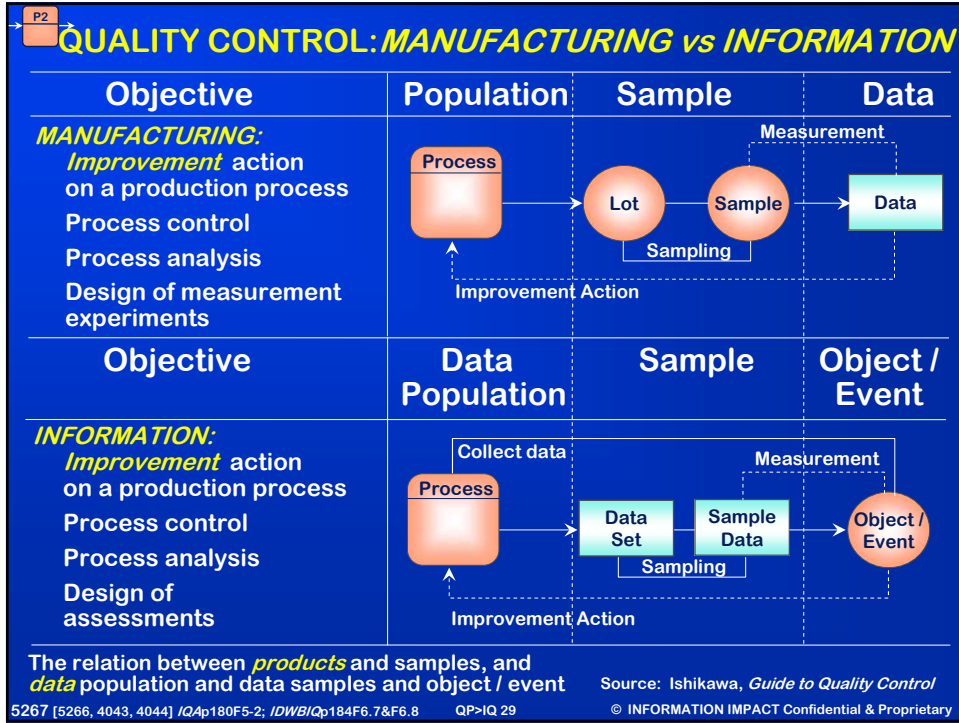 P2
QUALITY CONTROL: MANUFACTURING vs INFORMATION
Objective Population Sample Data
MANUFACTURING:
Improvement action
on a production process
Process control
Process analysis
Design of measurement
experiments
Process
Lot
Sample
Data
Measurement
Sampling
Improvement Action
Objective Data Population Sample Object / Event
INFORMATION:
Improvement action
on a production process
Process control
Process analysis
Design of
assessments
Collect data
Measurement
Process
Data
Set
Sample
Data
Object /
Event
Sampling
Improvement Action
The relation between products and samples, and
data population and data samples and object / event
Source: Ishikawa, Guide to Quality Control
5267 [5266, 4043, 4044] IQAp180F5-2; IDWBIQp184F6.7&F6.8 QP>IQ 29 © INFORMATION IMPACT Confidential & Proprietary